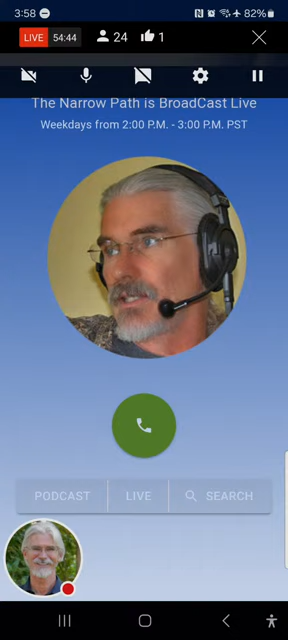 3:58
82%
LIVE 54:44 24 1
The Narrow Path is BroadCast Live
Weekdays from 2:00 P.M. - 3:00 P.M. PST
PODCAST LIVE SEARCH